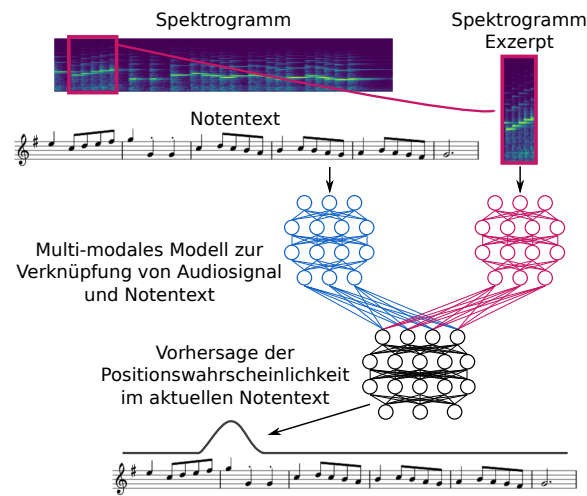 Spektrogramm
Spektrogramm
Exzerpt
Notentext
Multi-modales Modell zur
Verknüpfung von Audiosignal
und Notentext
Vorhersage der
Positionswahrscheinlichkeit
im aktuellen Notentext